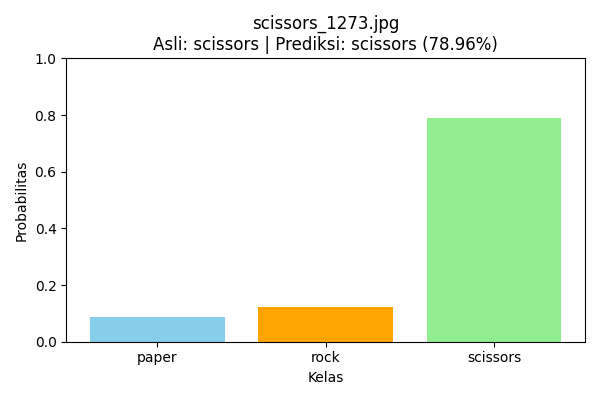 scissors_1273.jpg
Asli: scissors | Prediksi: scissors (78.96%)
1.0
0.8
0.6
0.4
0.2
0.0
Probabilitas
paper rock scissors
Kelas